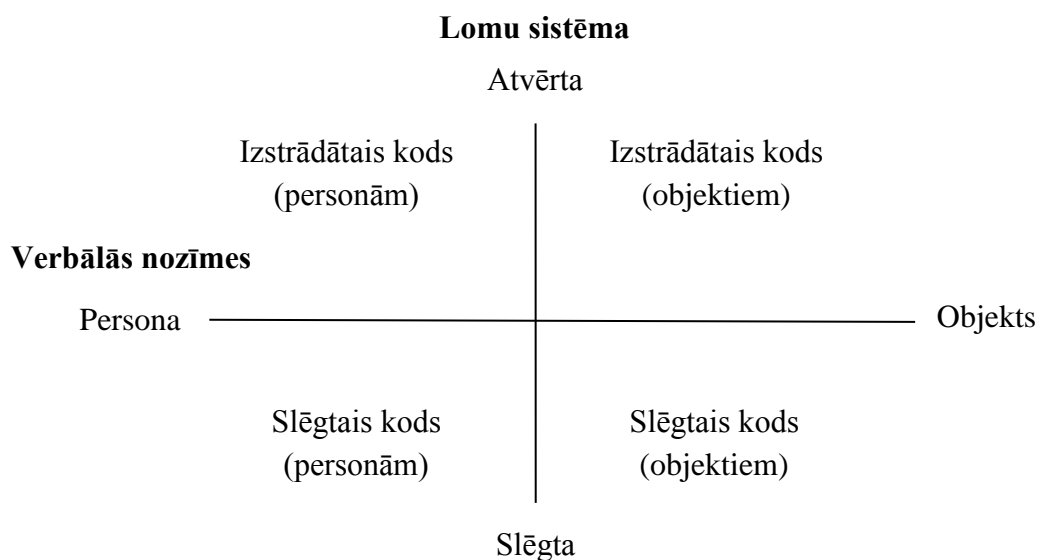 Lomu sistēma
Atvērta
Izstrādātais kods
(personām)
Izstrādātais kods
(objektiem)
Verbālās nozīmes
Persona
Objekts
Slēgtais kods
(personām)
Slēgtais kods
(objektiem)
Slēgta